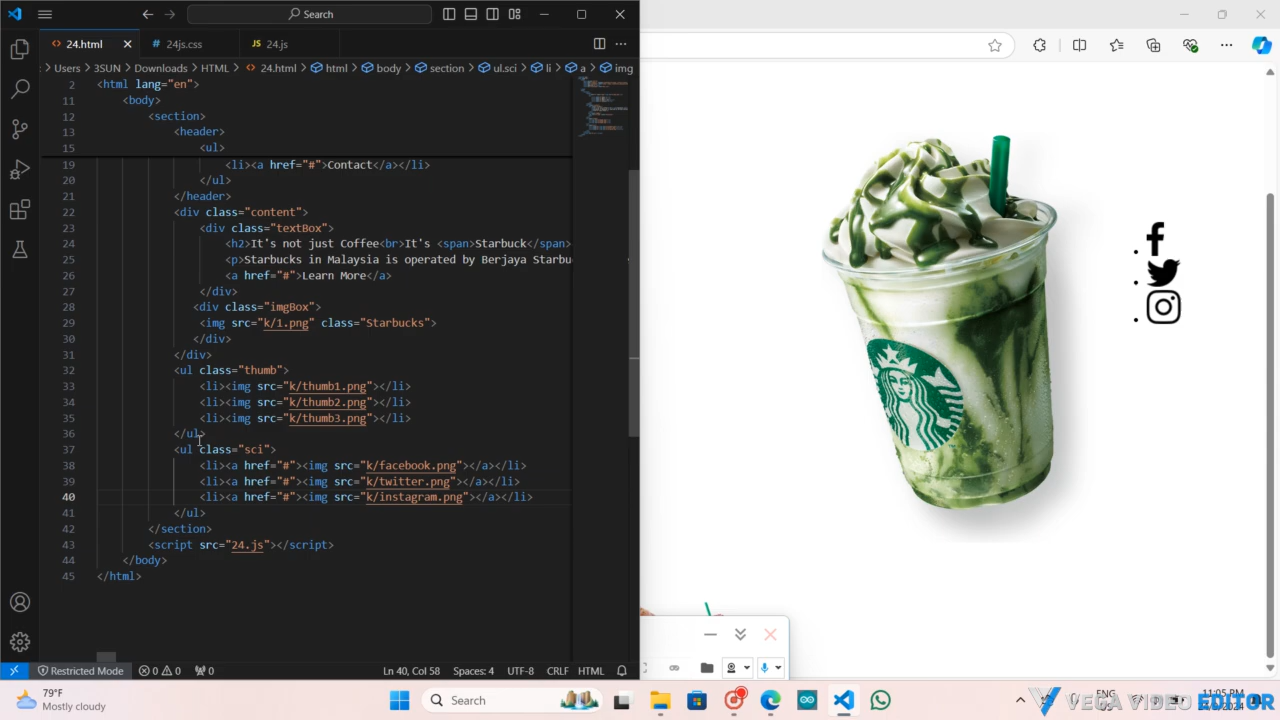 Search
24.html
24js.css
JS 24.js
: > Users > 3SUN > Downloads > HTML > 24.html > html > body > section > ul.sci > li > a > img
2 <html lang="en">
11 <body>
12 <section>
13 <header>
15 <ul>
19 <li><a href="#">Contact</a></li>
20 </ul>
21 </header>
22 <div class="content">
23 <div class="textBox">
24 <h2>It's not just Coffee<br>It's <span>Starbuck</span>
25 <p>Starbucks in Malaysia is operated by Berjaya Starbu
26 <a href="#">Learn More</a>
27 </div>
28 <div class="imgBox">
29 <img src="k/1.png" class="Starbucks">
30 </div>
31 </div>
32 <ul class="thumb">
33 <li><img src="k/thumb1.png"></li>
34 <li><img src="k/thumb2.png"></li>
35 <li><img src="k/thumb3.png"></li>
36 </ul>
37 <ul class="sci">
38 <li><a href="#"><img src="k/facebook.png"></a></li>
39 <li><a href="#"><img src="k/twitter.png"></a></li>
40 <li><a href="#"><img src="k/instagram.png"></a></li>
41 </ul>
42 </section>
43 <script src="24.js"></script>
44 </body>
45 </html>
Restricted Mode 0 0 0 Ln 40, Col 58 Spaces: 4 UTF-8 CRLF HTML
79°F
Mostly cloudy
Search
ENG
11:05 PM
VEGA VIDEO EDITOR